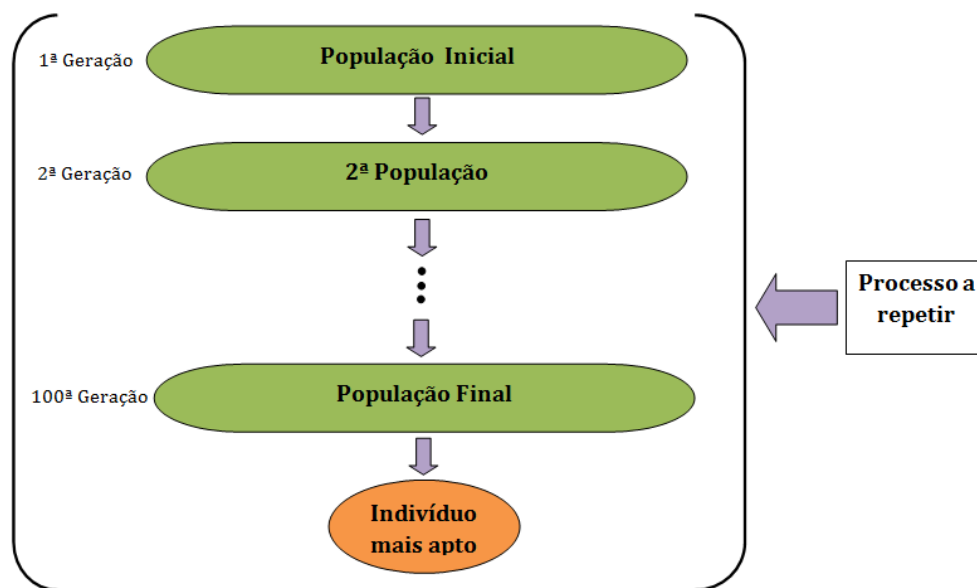 1ª Geração
População Inicial
2ª Geração
2ª População
Processo a
repetir
100ª Geração
População Final
Indivíduo
mais apto